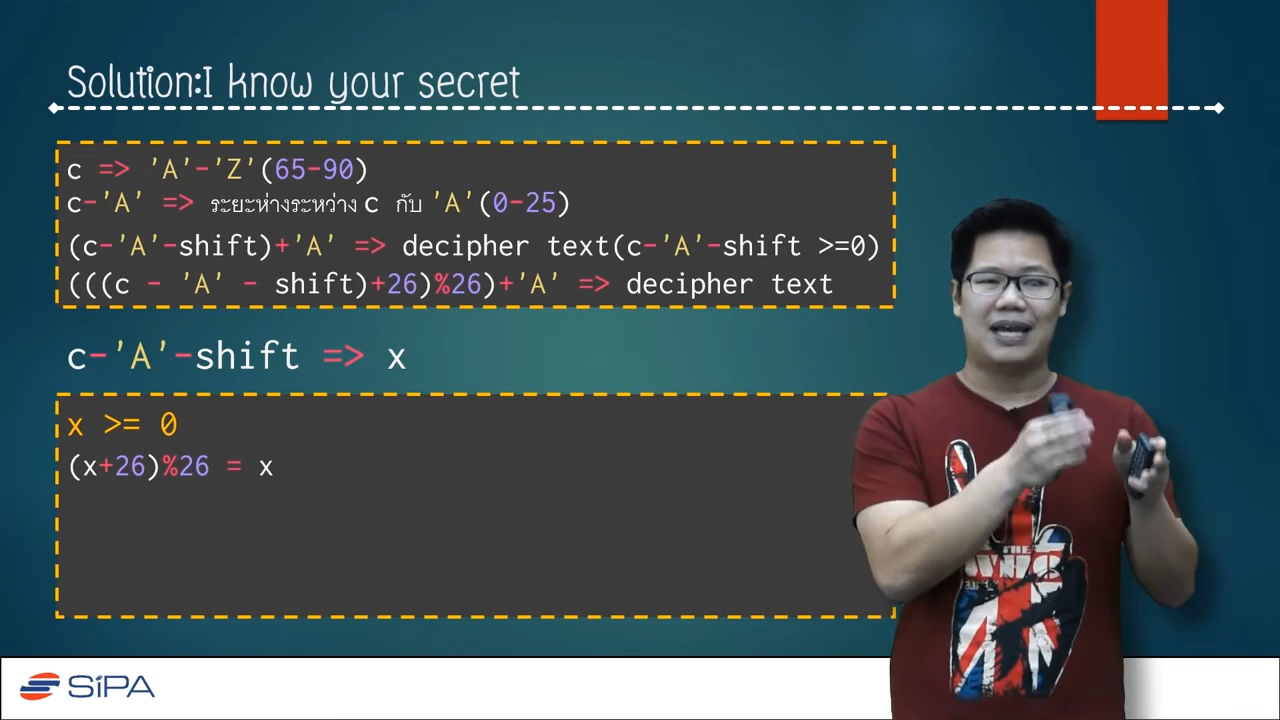 Solution:I know your secret
c => 'A'-'Z'(65-90)
c-'A' => ระยะห่างระหว่าง c กับ 'A'(0-25)
(c-'A'-shift)+'A' => decipher text(c-'A'-shift >=0)
(((c - 'A' - shift)+26)%26)+'A' => decipher text
c-'A'-shift => x
x >= 0
(x+26)%26 = x
THE
WHO
SiPA